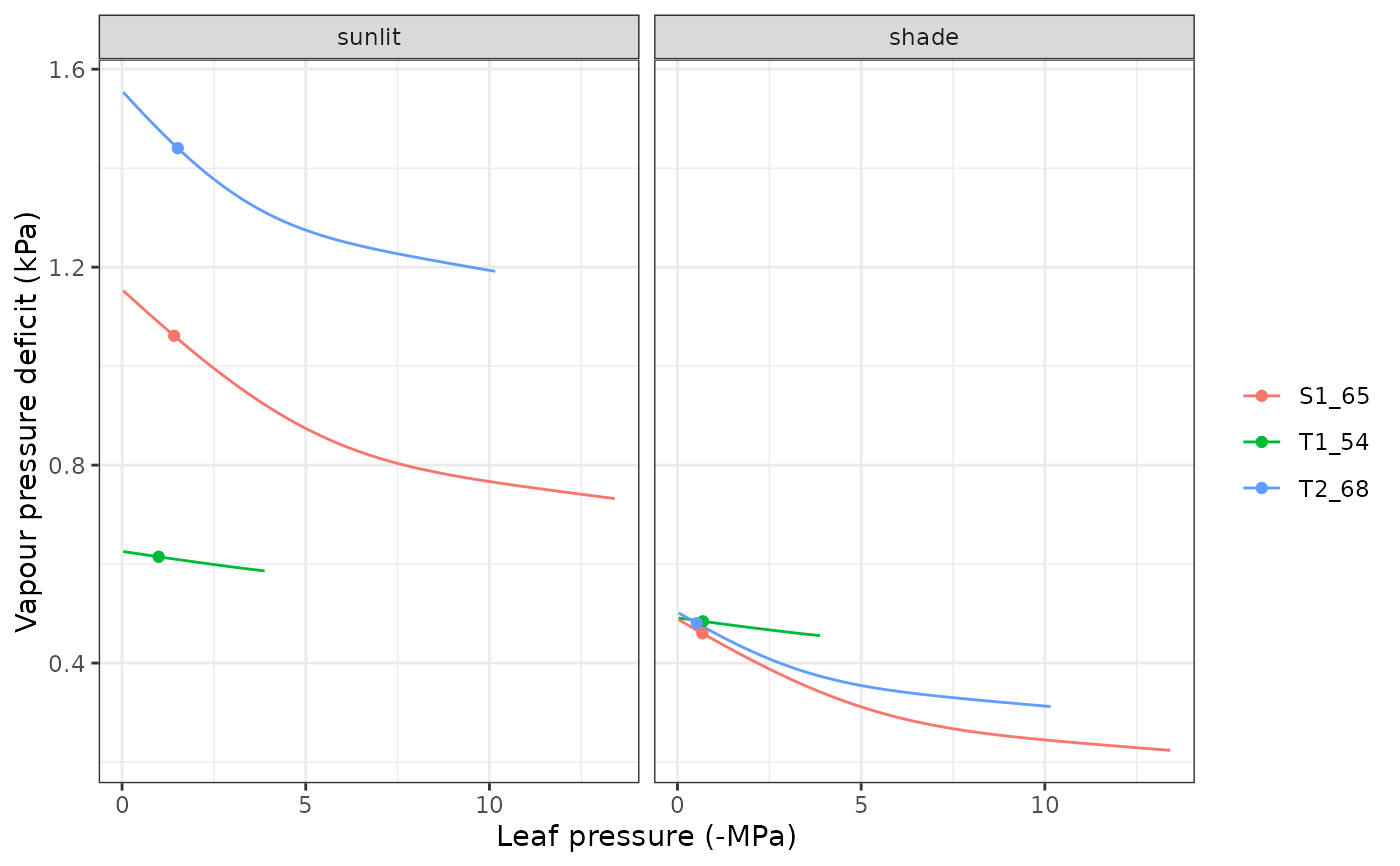 sunlit
shade
Vapour pressure deficit (kPa)
1.6
1.2
0.8
0.4
0
5
10
0
5
10
Leaf pressure (-MPa)
S1_65
T1_54
T2_68